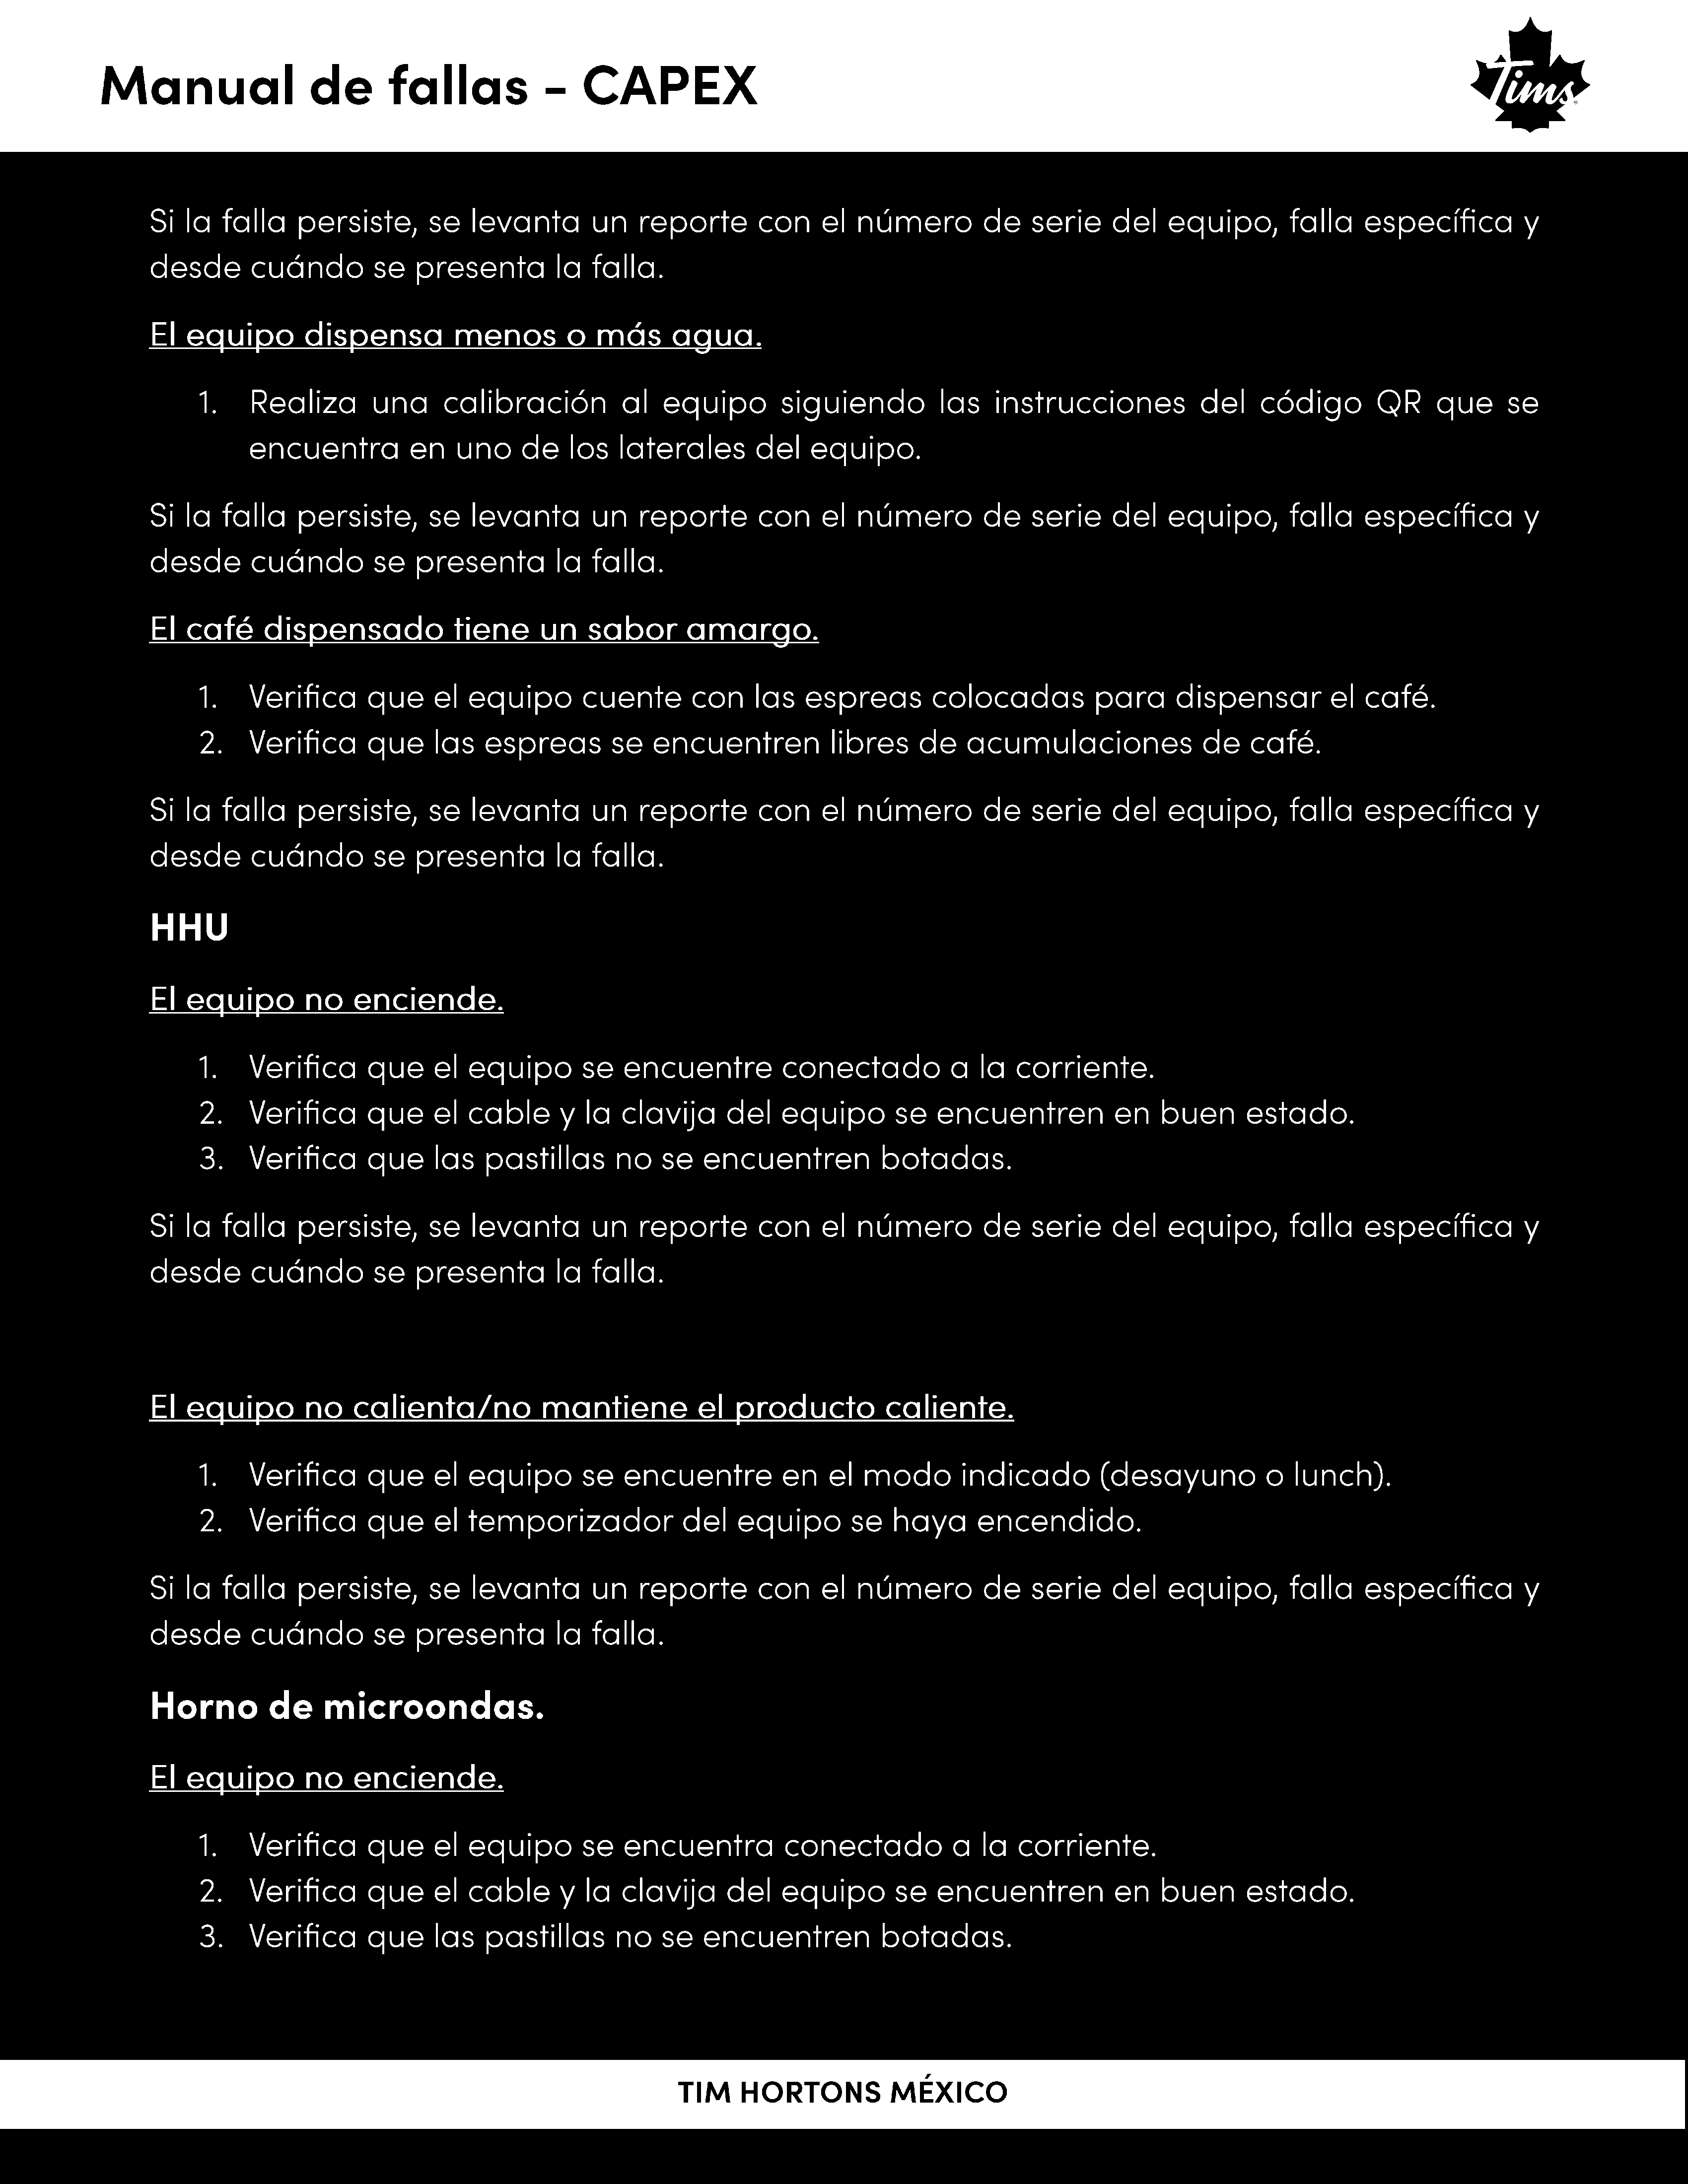 Manual de fallas - CAPEX
Tims
Si la falla persiste, se levanta un reporte con el número de serie del equipo, falla específica y
desde cuándo se presenta la falla.
El equipo dispensa menos o más agua.
1. Realiza una calibración al equipo siguiendo las instrucciones del código QR que se
encuentra en uno de los laterales del equipo.
Si la falla persiste, se levanta un reporte con el número de serie del equipo, falla específica y
desde cuándo se presenta la falla.
El café dispensado tiene un sabor amargo.
1. Verifica que el equipo cuente con las espreas colocadas para dispensar el café.
2. Verifica que las espreas se encuentren libres de acumulaciones de café.
Si la falla persiste, se levanta un reporte con el número de serie del equipo, falla específica y
desde cuándo se presenta la falla.
HHU
El equipo no enciende.
1. Verifica que el equipo se encuentre conectado a la corriente.
2. Verifica que el cable y la clavija del equipo se encuentren en buen estado.
3. Verifica que las pastillas no se encuentren botadas.
Si la falla persiste, se levanta un reporte con el número de serie del equipo, falla específica y
desde cuándo se presenta la falla.
El equipo no calienta/no mantiene el producto caliente.
1. Verifica que el equipo se encuentre en el modo indicado (desayuno o lunch).
2. Verifica que el temporizador del equipo se haya encendido.
Si la falla persiste, se levanta un reporte con el número de serie del equipo, falla específica y
desde cuándo se presenta la falla.
Horno de microondas.
El equipo no enciende.
1. Verifica que el equipo se encuentra conectado a la corriente.
2. Verifica que el cable y la clavija del equipo se encuentren en buen estado.
3. Verifica que las pastillas no se encuentren botadas.
TIM HORTONS MÉXICO